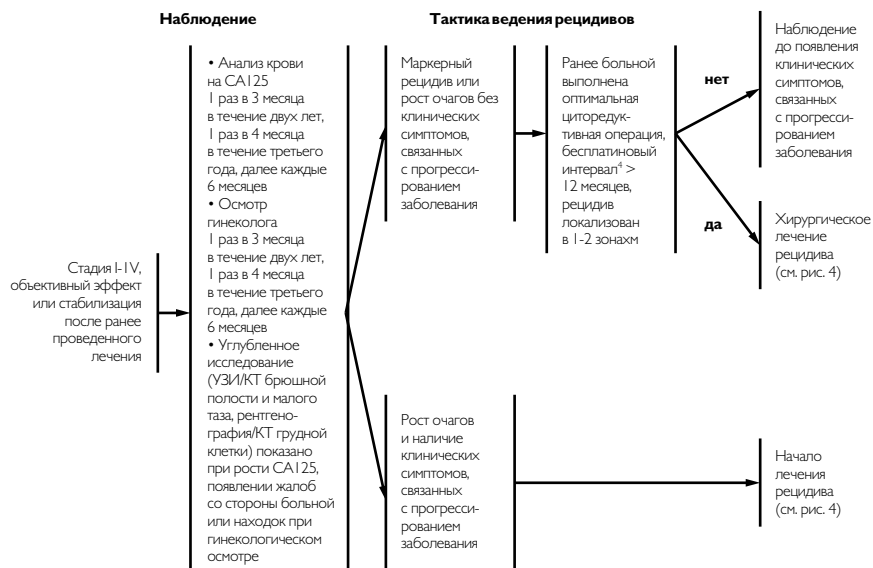 Наблюдение
Тактика ведения рецидивов
Стадия I-IV,
объективный эффект
или стабилизация
после ранее
проведенного
лечения
• Анализ крови
на СА125
1 раз в 3 месяца
в течение двух лет,
1 раз в 4 месяца
в течение третьего
года, далее каждые
6 месяцев
• Осмотр
гинеколога
1 раз в 3 месяца
в течение двух лет,
1 раз в 4 месяца
в течение третьего
года, далее каждые
6 месяцев
• Углубленное
исследование
(УЗИ/КТ брюшной
полости и малого
таза, рентгено-
графия/КТ грудной
клетки) показано
при росте СА125,
появлении жалоб
со стороны больной
или находок при
гинекологическом
осмотре
Маркерный
рецидив или
рост очагов без
клинических
симптомов,
связанных
с прогресси-
рованием
заболевания
Ранее больной
выполнена
оптимальная
циторедук-
тивная операция,
бесплатиновый
интервал⁴ >
12 месяцев,
рецидив
локализован
в 1-2 зонахм
нет
Наблюдение
до появления
клинических
симптомов,
связанных
с прогресси-
рованием
заболевания
да
Хирургическое
лечение
рецидива
(см. рис. 4)
Рост очагов
и наличие
клинических
симптомов,
связанных
с прогресси-
рованием
заболевания
Начало
лечения
рецидива
(см. рис. 4)